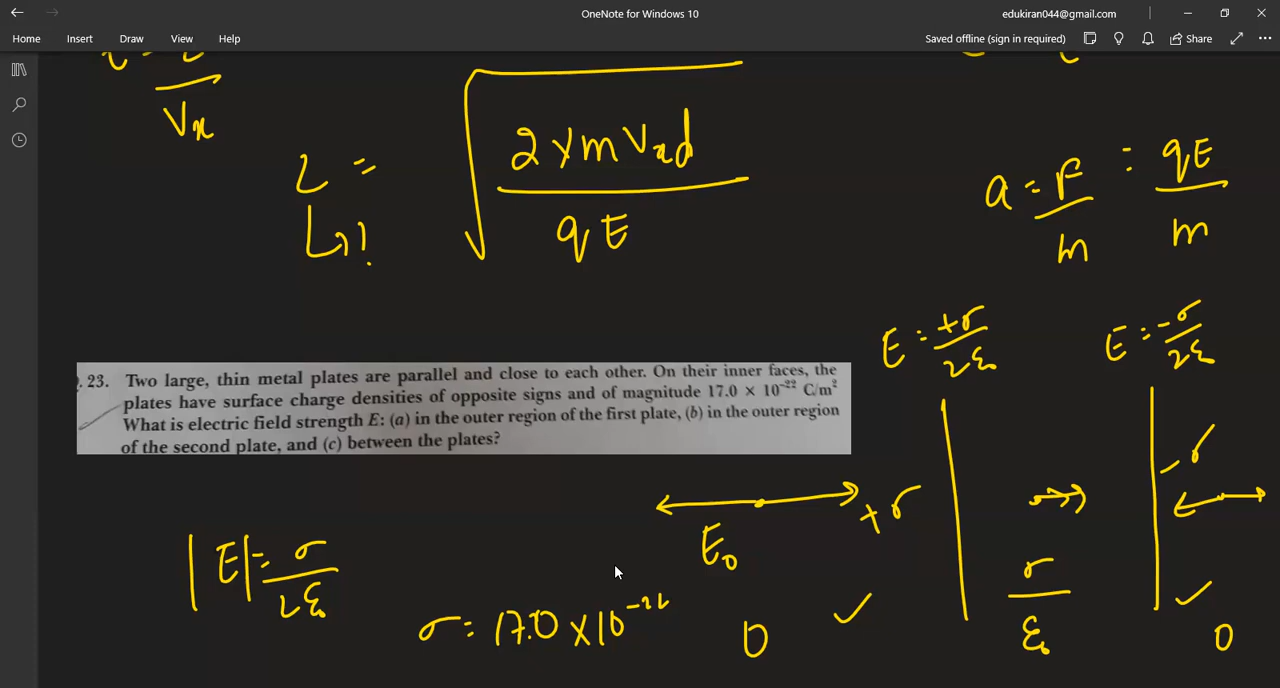 OneNote for Windows 10
edukiran044@gmail.com
Home Insert Draw View Help
Saved offline (sign in required)
Share
Vx
L = √(2ymVxd / qE)
L → ?
a = F/m = qE/m
E = +σ/2ε
E = -σ/2ε
23. Two large, thin metal plates are parallel and close to each other. On their inner faces, the
plates have surface charge densities of opposite signs and of magnitude 17.0 × 10⁻²² C/m²
What is electric field strength E: (a) in the outer region of the first plate, (b) in the outer region
of the second plate, and (c) between the plates?
+σ
-σ
E₀
|E| = σ/2ε₀
σ = 17.0 × 10⁻²²
0 ✓
σ/ε₀
✓
0